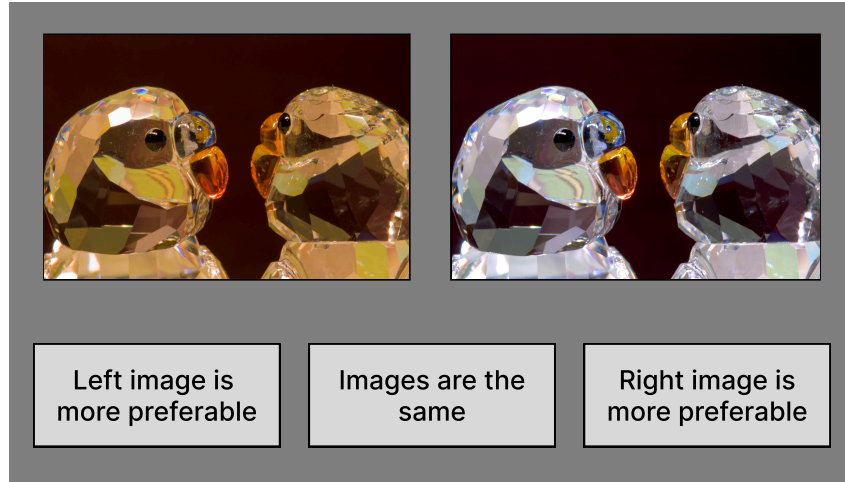 Left image is
more preferable
Images are the
same
Right image is
more preferable